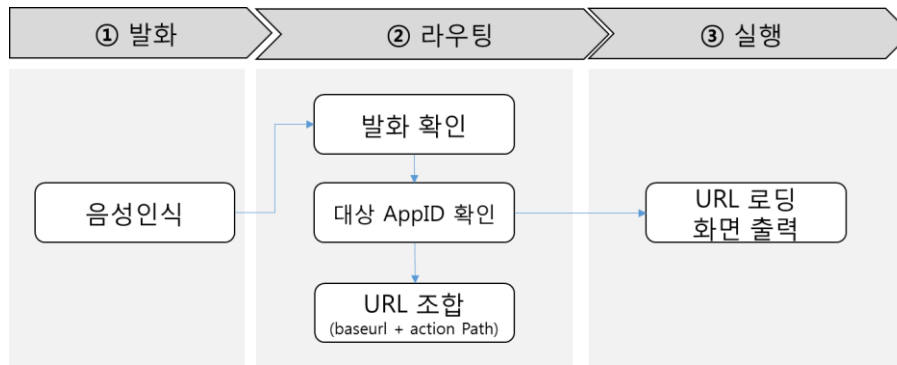 ① 발화
② 라우팅
③ 실행
음성인식
발화 확인
대상 AppID 확인
URL 조합
(baseurl + action Path)
URL 로딩
화면 출력